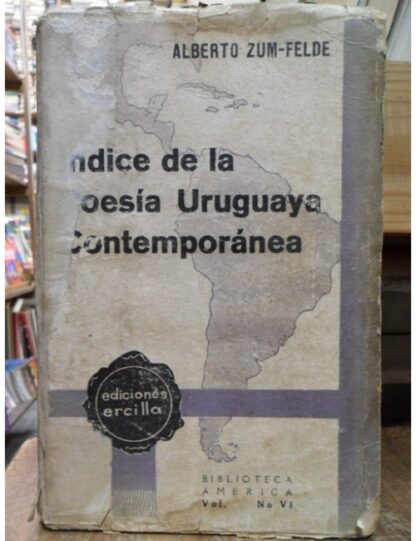 ALBERTO ZUM-FELDE
ndice de la
oesía Uruguaya
Contemporánea
ediciones
ercilla
BIBLIOTECA
AMERICA
Vol. No VI